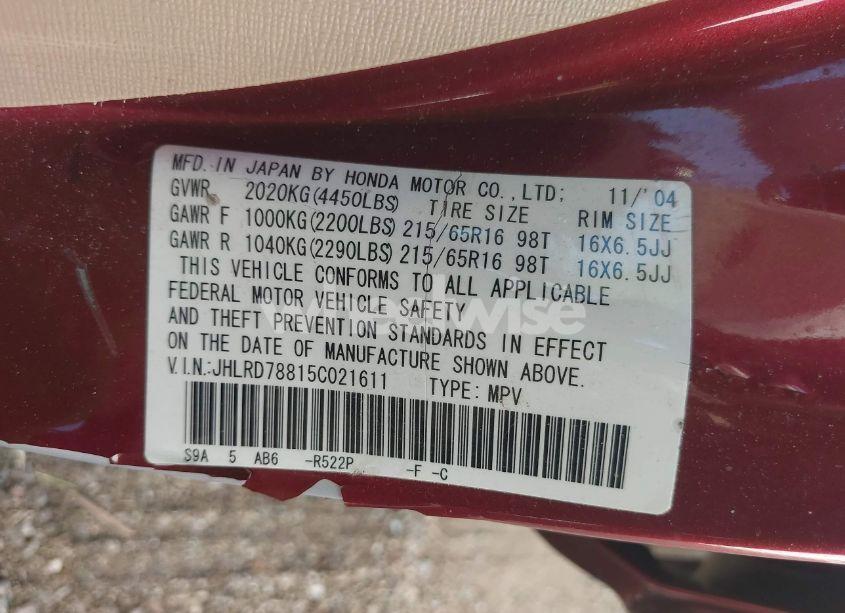 MFD. IN JAPAN BY HONDA MOTOR CO.,LTD; 11/'04
GVWR 2020KG(4450LBS) TIRE SIZE RIM SIZE
GAWR F 1000KG(2200LBS) 215/65R16 98T 16X6.5JJ
GAWR R 1040KG(2290LBS) 215/65R16 98T 16X6.5JJ
THIS VEHICLE CONFORMS TO ALL APPLICABLE
FEDERAL MOTOR VEHICLE SAFETY
AND THEFT PREVENTION STANDARDS IN EFFECT
ON THE DATE OF MANUFACTURE SHOWN ABOVE.
V.I.N.:JHLRD78815C021611 TYPE: MPV
S9A 5 AB6 -R522P -F -C